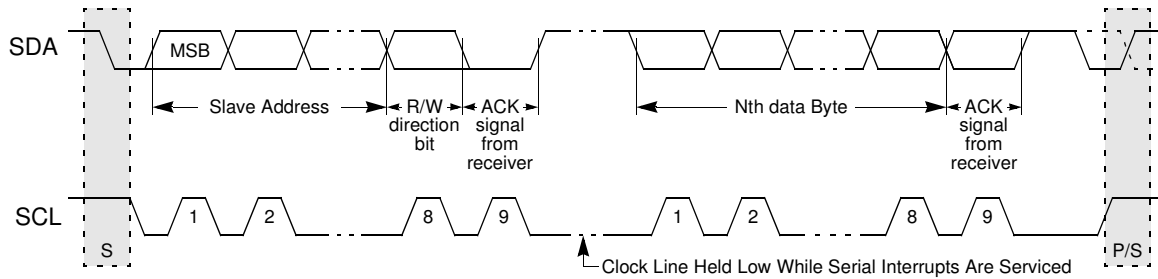 SDA
MSB
Slave Address
R/W
direction
bit
ACK
signal
from
receiver
Nth data Byte
ACK
signal
from
receiver
SCL
1
2
8
9
1
2
8
9
S
P/S
Clock Line Held Low While Serial Interrupts Are Serviced